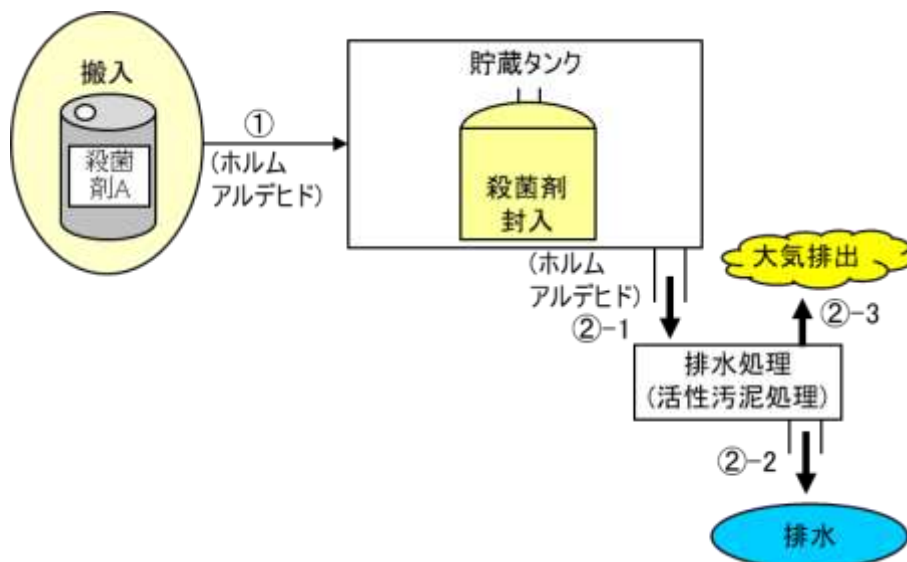 搬入
殺菌
剤A
①
(ホルム
アルデヒド)
貯蔵タンク
殺菌剤
封入
(ホルム
アルデヒド)
②-1
大気排出
②-3
排水処理
(活性汚泥処理)
②-2
排水